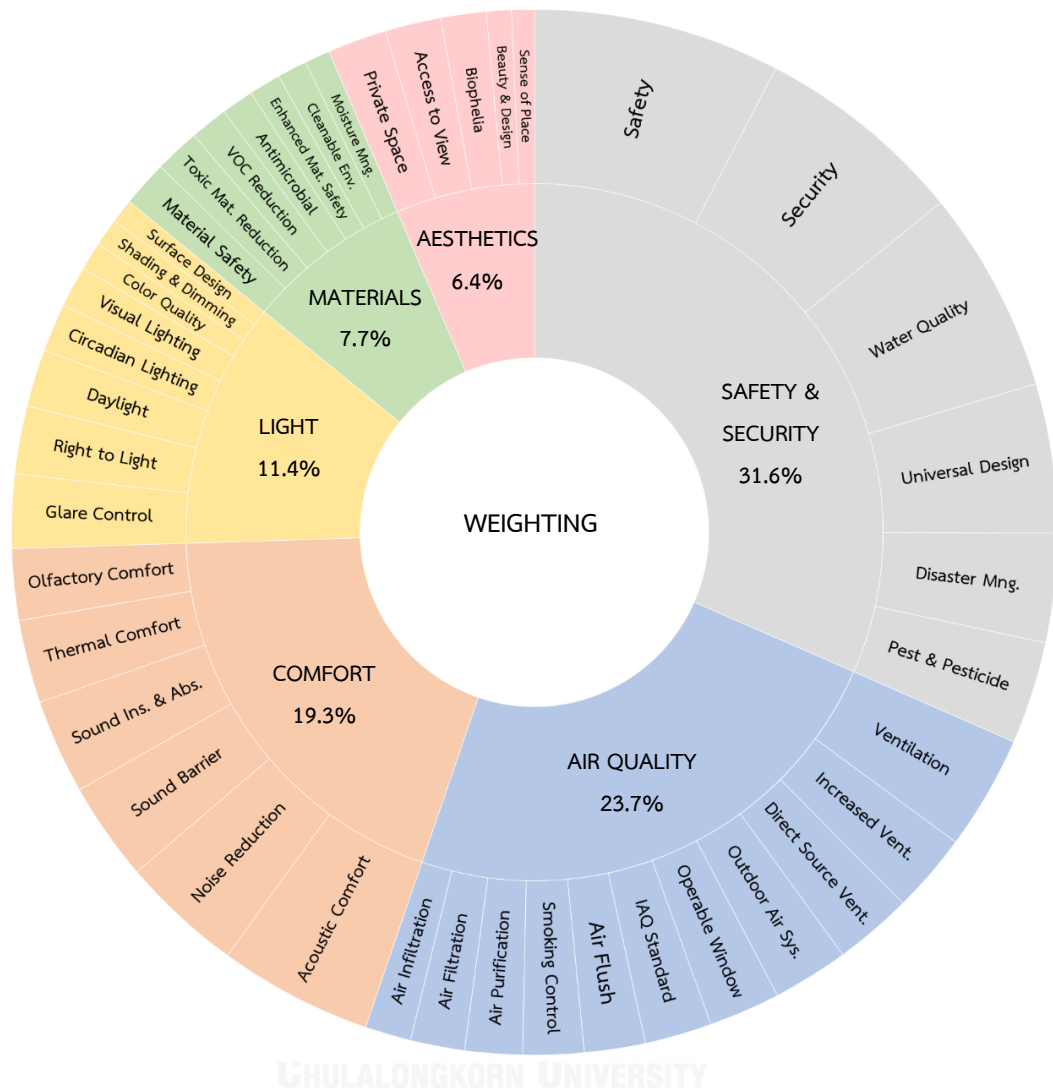 WEIGHTING
SAFETY &
SECURITY
31.6%
Safety
Security
Water Quality
Universal Design
Disaster Mng.
Pest & Pesticide
AIR QUALITY
23.7%
Ventilation
Increased Vent.
Direct Source Vent.
Outdoor Air Sys.
Operable Window
IAQ Standard
Air Flush
Smoking Control
Air Purification
Air Filtration
Air Infiltration
COMFORT
19.3%
Acoustic Comfort
Noise Reduction
Sound Barrier
Sound Ins. & Abs.
Thermal Comfort
Olfactory Comfort
LIGHT
11.4%
Glare Control
Right to Light
Daylight
Circadian Lighting
Visual Lighting
Color Quality
Shading & Dimming
Surface Design
MATERIALS
7.7%
Material Safety
Toxic Mat. Reduction
VOC Reduction
Antimicrobial
Enhanced Mat. Safety
Cleanable Env.
Moisture Mng.
AESTHETICS
6.4%
Private Space
Access to View
Biophelia
Beauty & Design
Sense of Place
CHULALONGKORN UNIVERSITY